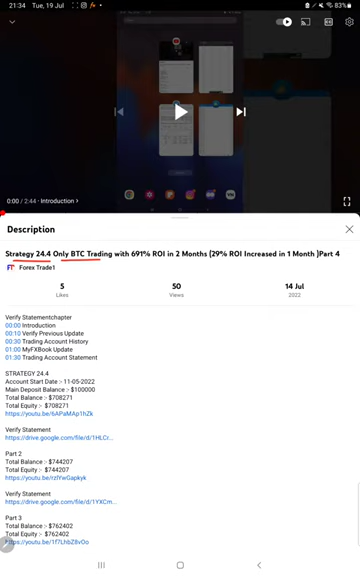 21:34 Tue, 19 Jul
83%
0:00 / 2:44 · Introduction >
Description
Strategy 24.4 Only BTC Trading with 691% ROI in 2 Months (29% ROI Increased in 1 Month )Part 4
Forex Trade1
5 50 14 Jul
Likes Views 2022
Verify Statementchapter
00:00 Introduction
00:10 Verify Previous Update
00:30 Trading Account History
01:00 MyFXBook Update
01:30 Trading Account Statement
STRATEGY 24.4
Account Start Date :- 11-05-2022
Main Deposit Balance :- $100000
Total Balance :- $708271
Total Equity :- $708271
https://youtu.be/6APaMAp1hZk
Verify Statement
https://drive.google.com/file/d/1HLCr...
Part 2
Total Balance :- $744207
Total Equity :- $744207
https://youtu.be/rzIYwGapkyk
Verify Statement
https://drive.google.com/file/d/1YXCm...
Part 3
Total Balance :- $762402
Total Equity :- $762402
https://youtu.be/1f7LhbZ8vOo